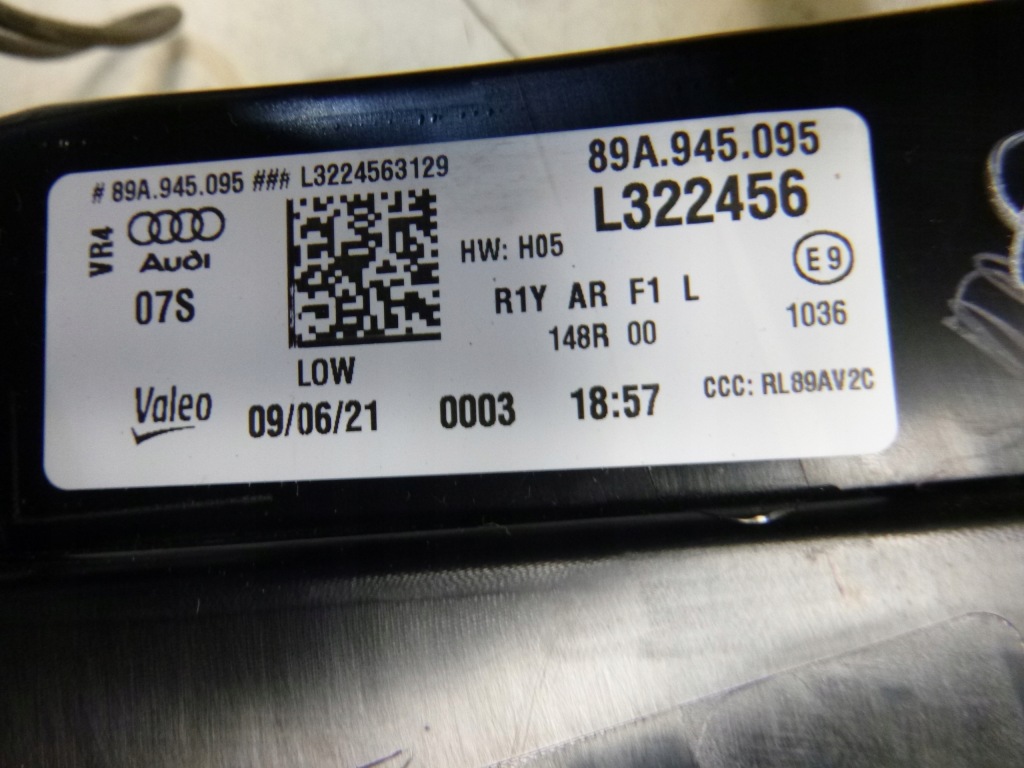 # 89A.945.095 ### L3224563129
89A.945.095
L322456
VR4
Audi
07S
HW: H05
E9
R1Y AR F1 L
1036
148R 00
LOW
CCC: RL89AV2C
Valeo
09/06/21 0003 18:57